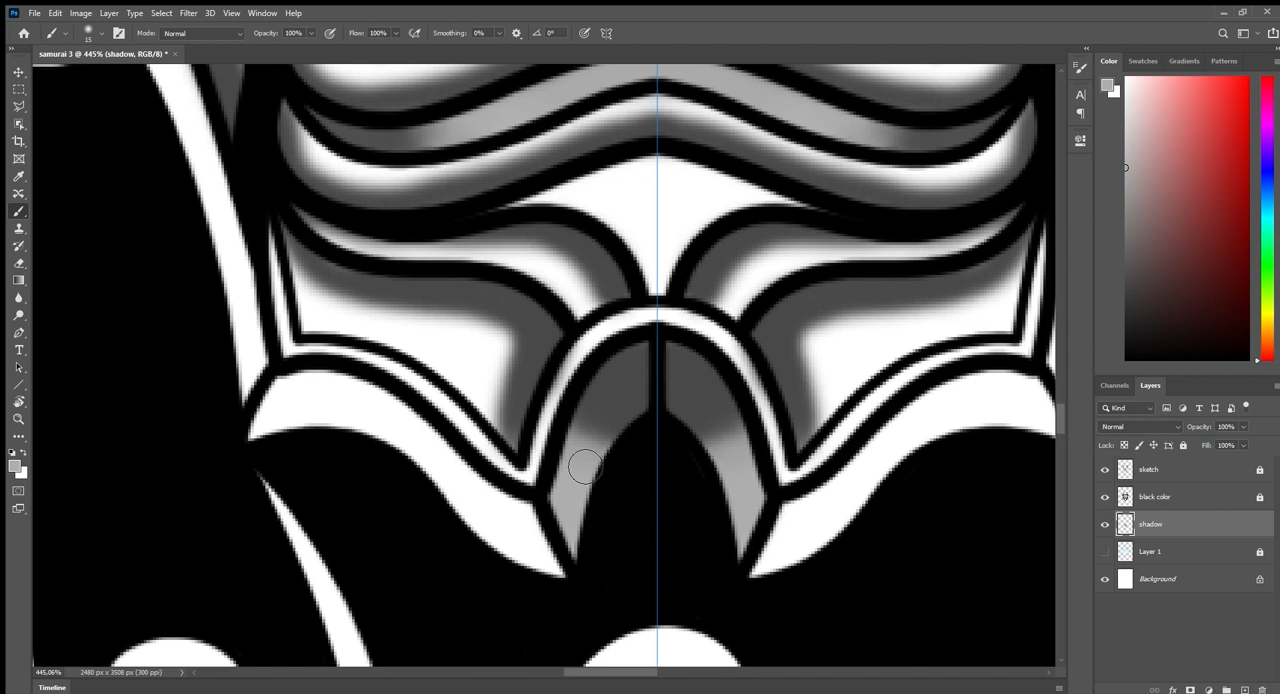 Ps File Edit Image Layer Type Select Filter 3D View Window Help
15 Mode: Normal Opacity: 100% Flow: 100% Smoothing: 0% 0°
samurai 3 @ 445% (shadow, RGB/8) * ×
Color Swatches Gradients Patterns
Channels Layers
Kind
Normal Opacity: 100%
Lock: Fill: 100%
sketch
black color
shadow
Layer 1
Background
445,06% 2480 px x 3508 px (300 ppi)
Timeline